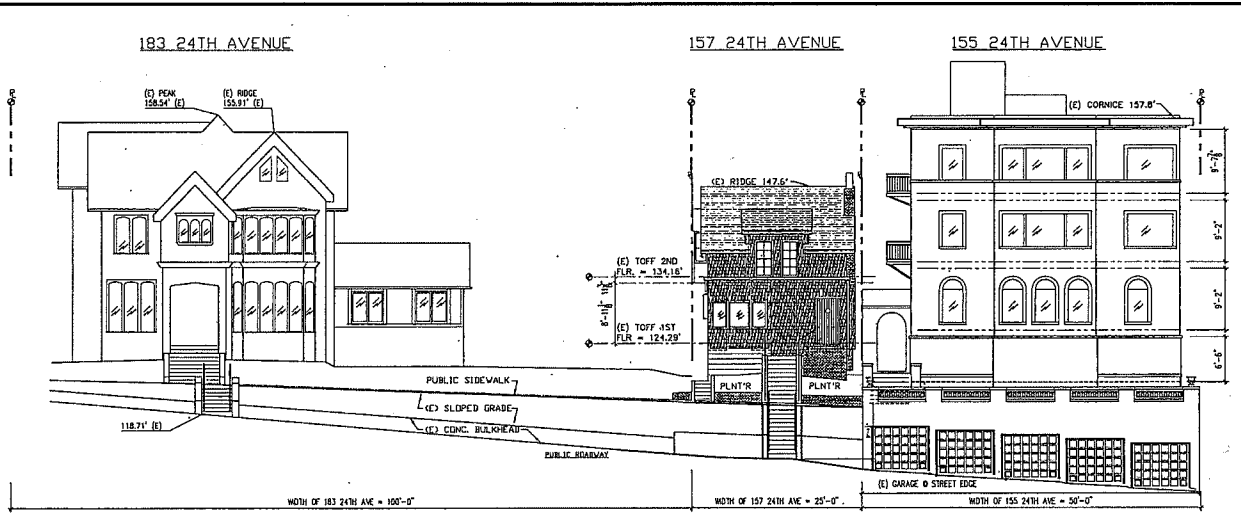 183 24TH AVENUE
157 24TH AVENUE
155 24TH AVENUE
(E) PEAK
158.54' (E)
(E) RIDGE
155.91' (E)
(E) CORNICE 157.8'
(E) RIDGE 147.6'
9'-7⅞"
9'-2"
9'-2"
6'-6"
(E) TOFF 2ND
FLR. = 134.16'
(E) TOFF 1ST
FLR = 124.29'
PLNT'R
PLNT'R
PUBLIC SIDEWALK
(E) SLOPED GRADE
(E) CONC. BULKHEAD
PUBLIC ROADWAY
118.71' (E)
(E) GARAGE @ STREET EDGE
WIDTH OF 183 24TH AVE = 100'-0"
WIDTH OF 157 24TH AVE = 25'-0"
WIDTH OF 155 24TH AVE = 50'-0"